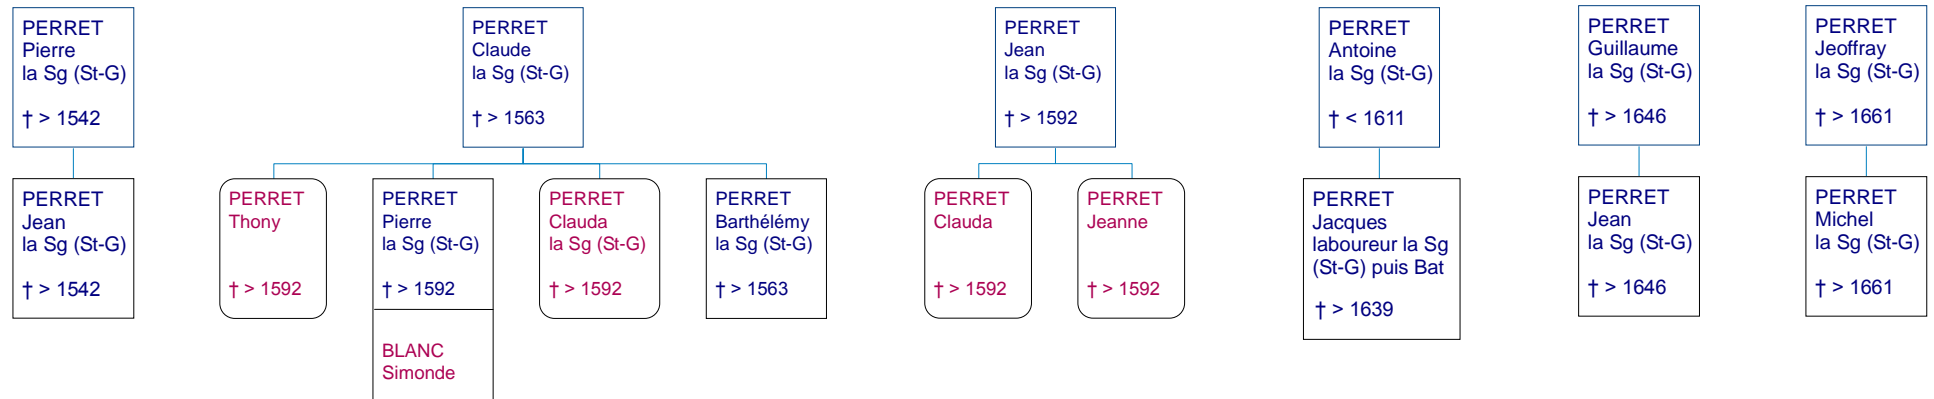 PERRET
Pierre
la Sg (St-G)
† > 1542
PERRET
Claude
la Sg (St-G)
† > 1563
PERRET
Jean
la Sg (St-G)
† > 1592
PERRET
Antoine
la Sg (St-G)
† < 1611
PERRET
Guillaume
la Sg (St-G)
† > 1646
PERRET
Jeoffray
la Sg (St-G)
† > 1661
PERRET
Jean
la Sg (St-G)
† > 1542
PERRET
Thony
† > 1592
PERRET
Pierre
la Sg (St-G)
† > 1592
BLANC
Simonde
PERRET
Clauda
la Sg (St-G)
† > 1592
PERRET
Barthélémy
la Sg (St-G)
† > 1563
PERRET
Clauda
† > 1592
PERRET
Jeanne
† > 1592
PERRET
Jacques
laboureur la Sg
(St-G) puis Bat
† > 1639
PERRET
Jean
la Sg (St-G)
† > 1646
PERRET
Michel
la Sg (St-G)
† > 1661